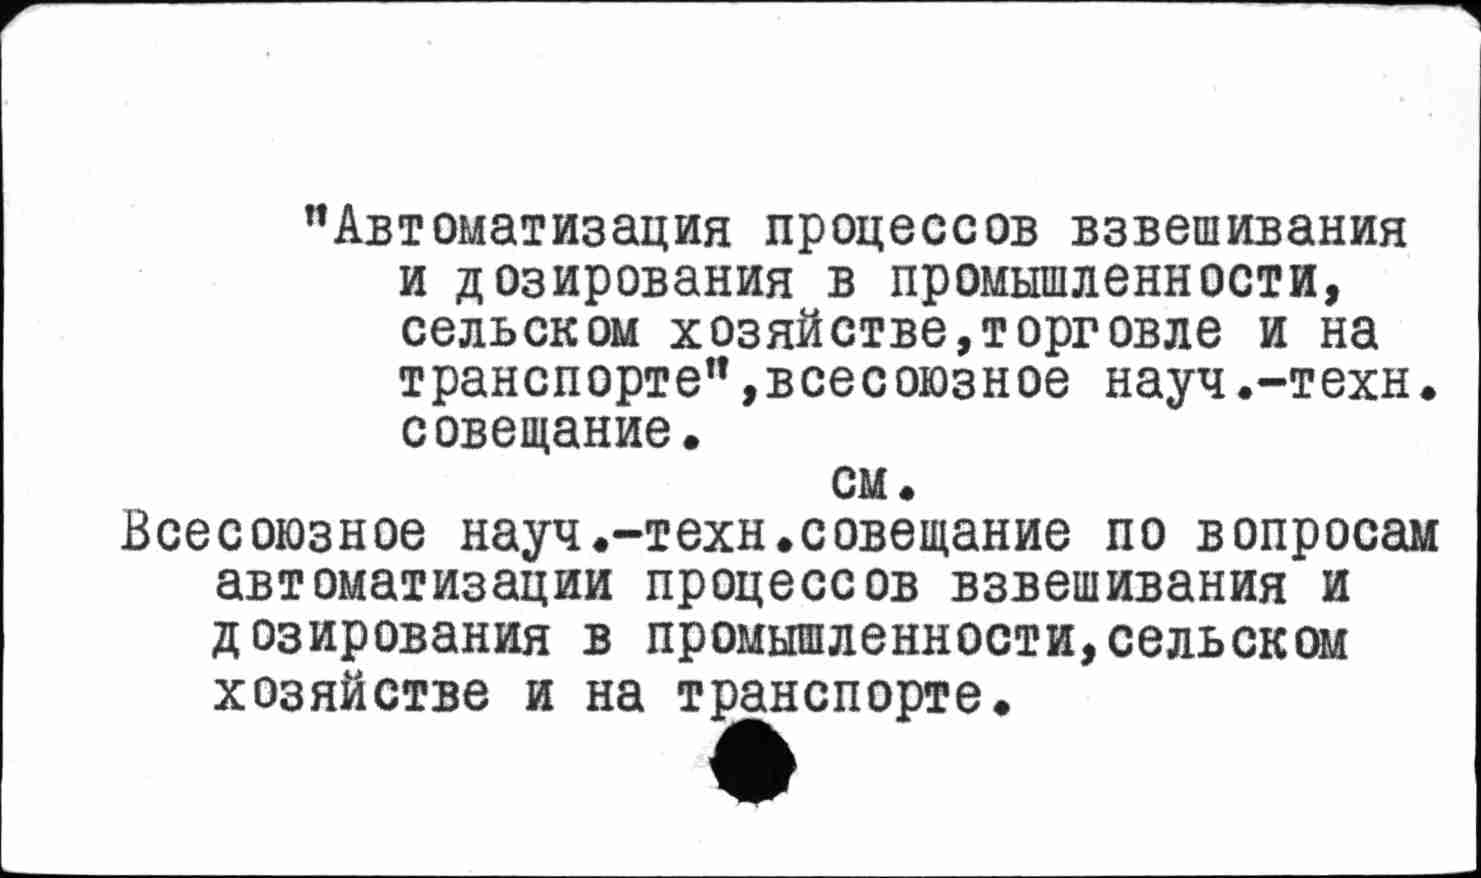 "Автоматизация процессов взвешивания
и дозирования в промышленности,
сельском хозяйстве,торговле и на
транспорте",всесоюзное науч.-техн.
совещание.
см.
Всесоюзное науч.-техн.совещание по вопросам
автоматизации процессов взвешивания и
дозирования в промышленности,сельском
хозяйстве и на транспорте.